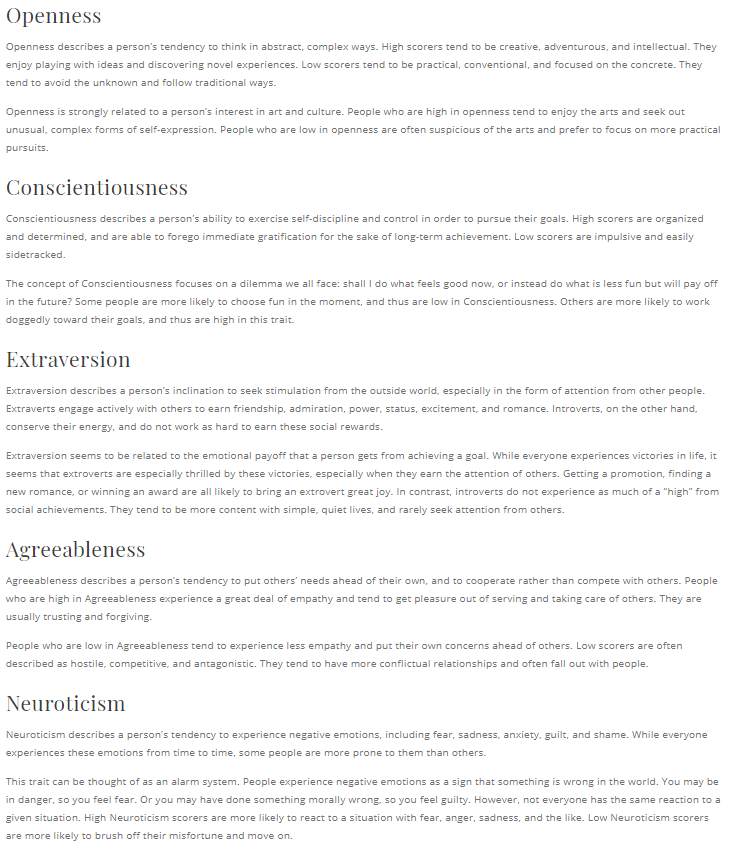 Openness
Openness describes a person's tendency to think in abstract, complex ways. High scorers tend to be creative, adventurous, and intellectual. They
enjoy playing with ideas and discovering novel experiences. Low scorers tend to be practical, conventional, and focused on the concrete. They
tend to avoid the unknown and follow traditional ways.
Openness is strongly related to a person's interest in art and culture. People who are high in openness tend to enjoy the arts and seek out
unusual, complex forms of self-expression. People who are low in openness are often suspicious of the arts and prefer to focus on more practical
pursuits.
Conscientiousness
Conscientiousness describes a person's ability to exercise self-discipline and control in order to pursue their goals. High scorers are organized
and determined, and are able to forego immediate gratification for the sake of long-term achievement. Low scorers are impulsive and easily
sidetracked.
The concept of Conscientiousness focuses on a dilemma we all face: shall I do what feels good now, or instead do what is less fun but will pay off
in the future? Some people are more likely to choose fun in the moment, and thus are low in Conscientiousness. Others are more likely to work
doggedly toward their goals, and thus are high in this trait.
Extraversion
Extraversion describes a person's inclination to seek stimulation from the outside world, especially in the form of attention from other people.
Extraverts engage actively with others to earn friendship, admiration, power, status, excitement, and romance. Introverts, on the other hand,
conserve their energy, and do not work as hard to earn these social rewards.
Extraversion seems to be related to the emotional payoff that a person gets from achieving a goal. While everyone experiences victories in life, it
seems that extroverts are especially thrilled by these victories, especially when they earn the attention of others. Getting a promotion, finding a
new romance, or winning an award are all likely to bring an extrovert great joy. In contrast, introverts do not experience as much of a "high" from
social achievements. They tend to be more content with simple, quiet lives, and rarely seek attention from others.
Agreeableness
Agreeableness describes a person's tendency to put others' needs ahead of their own, and to cooperate rather than compete with others. People
who are high in Agreeableness experience a great deal of empathy and tend to get pleasure out of serving and taking care of others. They are
usually trusting and forgiving.
People who are low in Agreeableness tend to experience less empathy and put their own concerns ahead of others. Low scorers are often
described as hostile, competitive, and antagonistic. They tend to have more conflictual relationships and often fall out with people.
Neuroticism
Neuroticism describes a person's tendency to experience negative emotions, including fear, sadness, anxiety, guilt, and shame. While everyone
experiences these emotions from time to time, some people are more prone to them than others.
This trait can be thought of as an alarm system. People experience negative emotions as a sign that something is wrong in the world. You may be
in danger, so you feel fear. Or you may have done something morally wrong, so you feel guilty. However, not everyone has the same reaction to a
given situation. High Neuroticism scorers are more likely to react to a situation with fear, anger, sadness, and the like. Low Neuroticism scorers
are more likely to brush off their misfortune and move on.